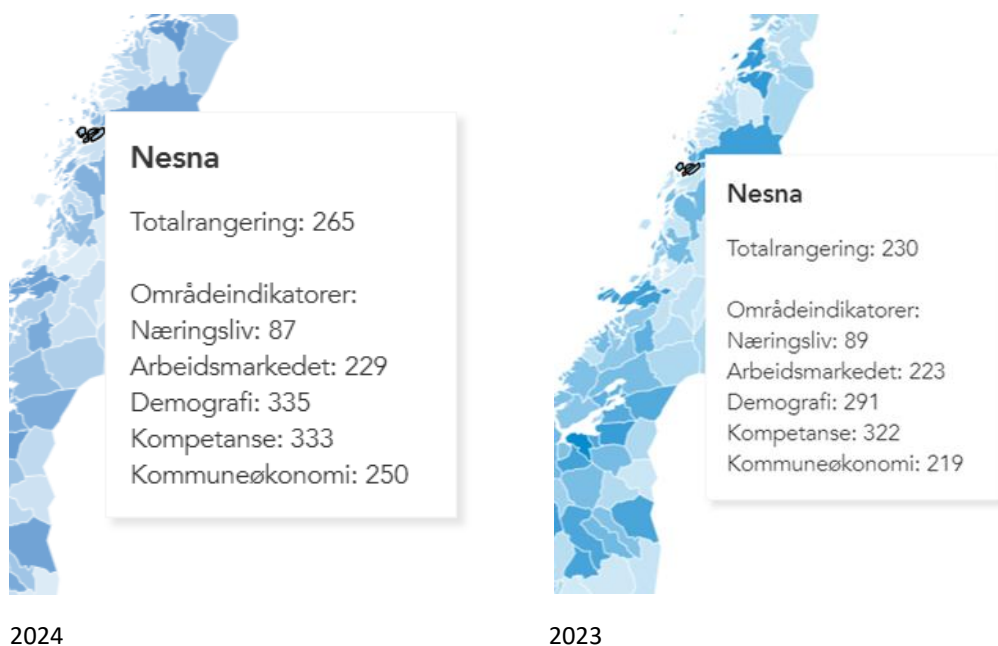 Nesna
Totalrangering: 265
Områdeindikatorer:
Næringsliv: 87
Arbeidsmarkedet: 229
Demografi: 335
Kompetanse: 333
Kommuneøkonomi: 250
2024
Nesna
Totalrangering: 230
Områdeindikatorer:
Næringsliv: 89
Arbeidsmarkedet: 223
Demografi: 291
Kompetanse: 322
Kommuneøkonomi: 219
2023